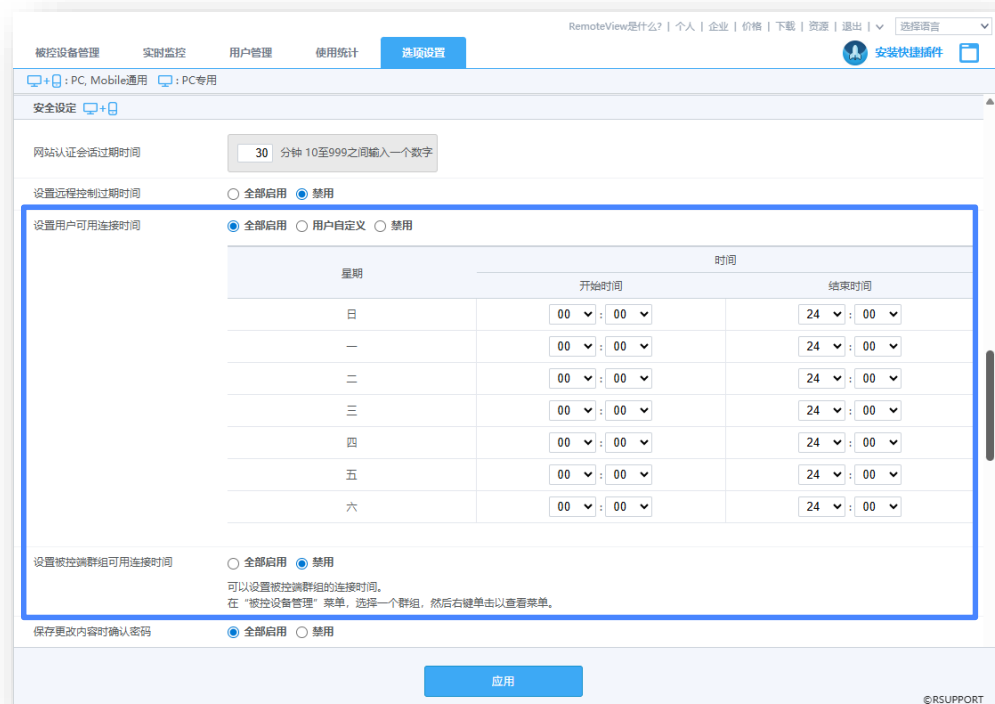 RemoteView是什么? | 个人 | 企业 | 价格 | 下载 | 资源 | 退出 | 选择语言
被控设备管理 实时监控 用户管理 使用统计 选项设置 安装快捷插件
: PC, Mobile通用 : PC专用
安全设定
网站认证会话过期时间 30 分钟 10至999之间输入一个数字
设置远程控制过期时间 全部启用 禁用
设置用户可用连接时间 全部启用 用户自定义 禁用
星期 时间
开始时间 结束时间
日 00 : 00 24 : 00
一 00 : 00 24 : 00
二 00 : 00 24 : 00
三 00 : 00 24 : 00
四 00 : 00 24 : 00
五 00 : 00 24 : 00
六 00 : 00 24 : 00
设置被控端群组可用连接时间 全部启用 禁用
可以设置被控端群组的连接时间。
在“被控设备管理”菜单，选择一个群组，然后右键单击以查看菜单。
保存更改内容时确认密码 全部启用 禁用
应用
©RSUPPORT